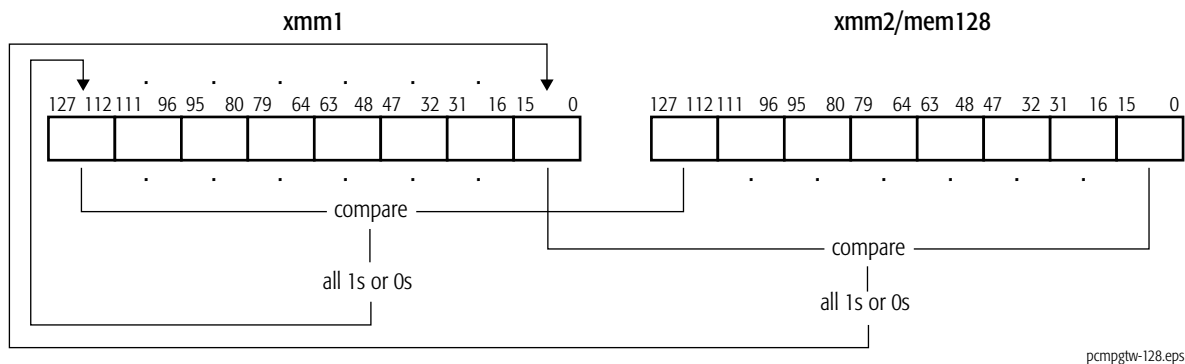 xmm1 xmm2/mem128
127 112 111 96 95 80 79 64 63 48 47 32 31 16 15 0 127 112 111 96 95 80 79 64 63 48 47 32 31 16 15 0
compare
compare
all 1s or 0s
all 1s or 0s
pcmpgtw-128.eps